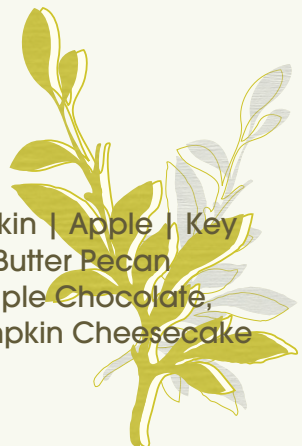 kin | Apple | Key
Butter Pecan
ple Chocolate,
pkin Cheesecake